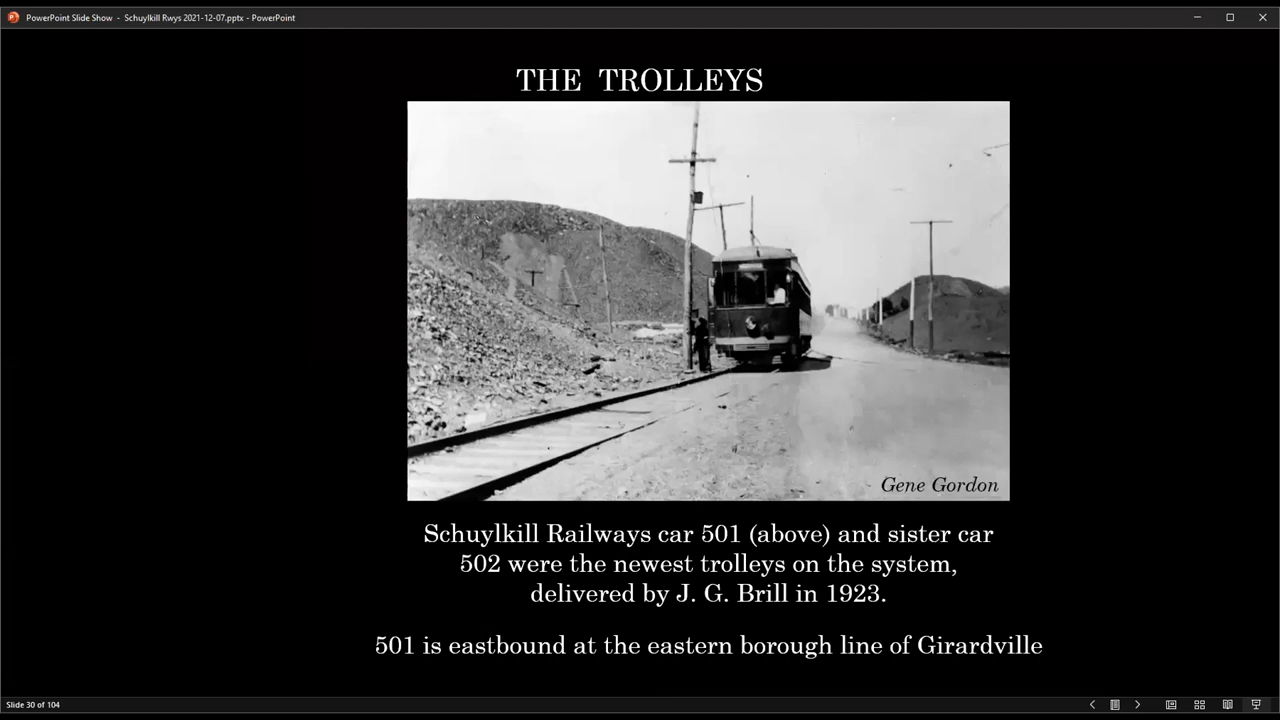 PowerPoint Slide Show - Schuylkill Rwys 2021-12-07.pptx - PowerPoint
THE TROLLEYS
Gene Gordon
Schuylkill Railways car 501 (above) and sister car
502 were the newest trolleys on the system,
delivered by J. G. Brill in 1923.
501 is eastbound at the eastern borough line of Girardville
Slide 30 of 104